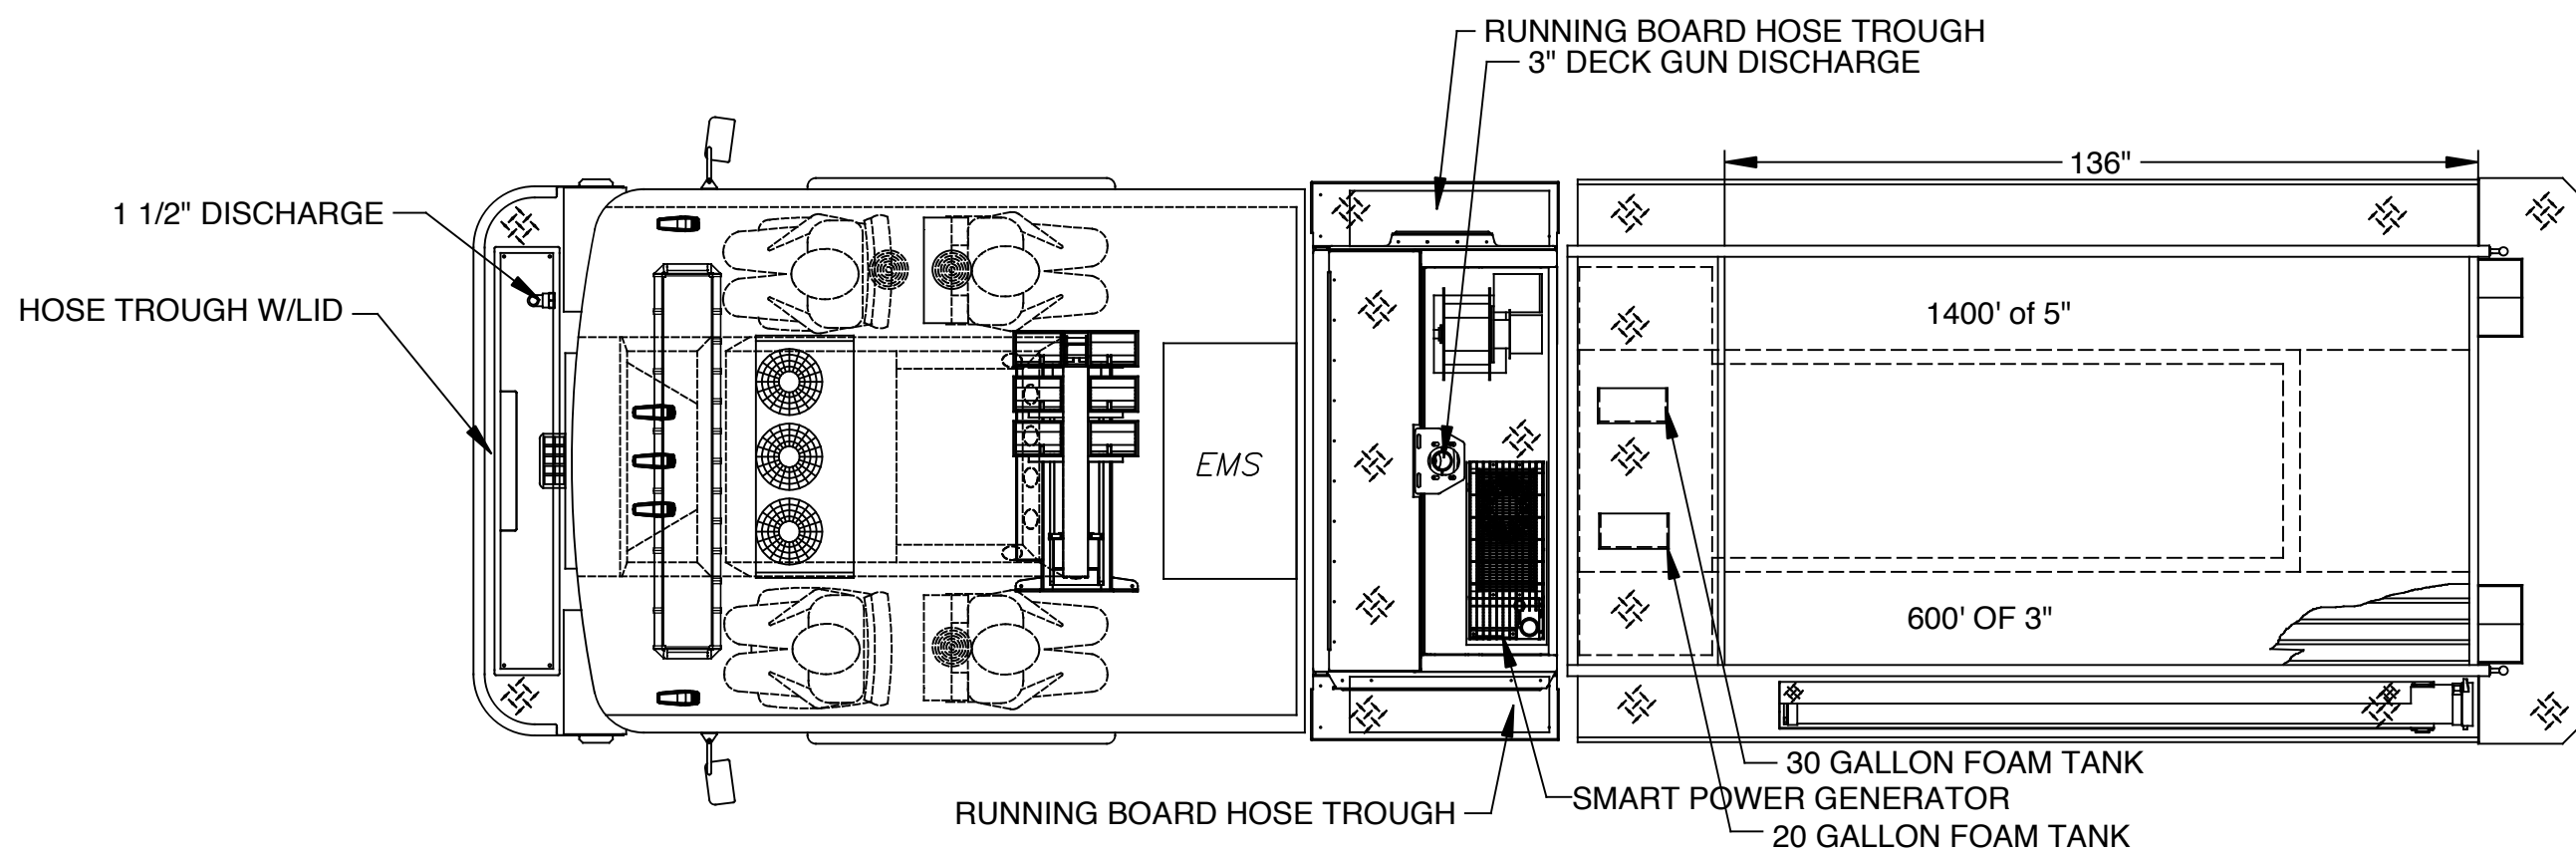 RUNNING BOARD HOSE TROUGH
3" DECK GUN DISCHARGE
136"
1 1/2" DISCHARGE
HOSE TROUGH W/LID
1400' of 5"
EMS
600' OF 3"
30 GALLON FOAM TANK
SMART POWER GENERATOR
RUNNING BOARD HOSE TROUGH
20 GALLON FOAM TANK